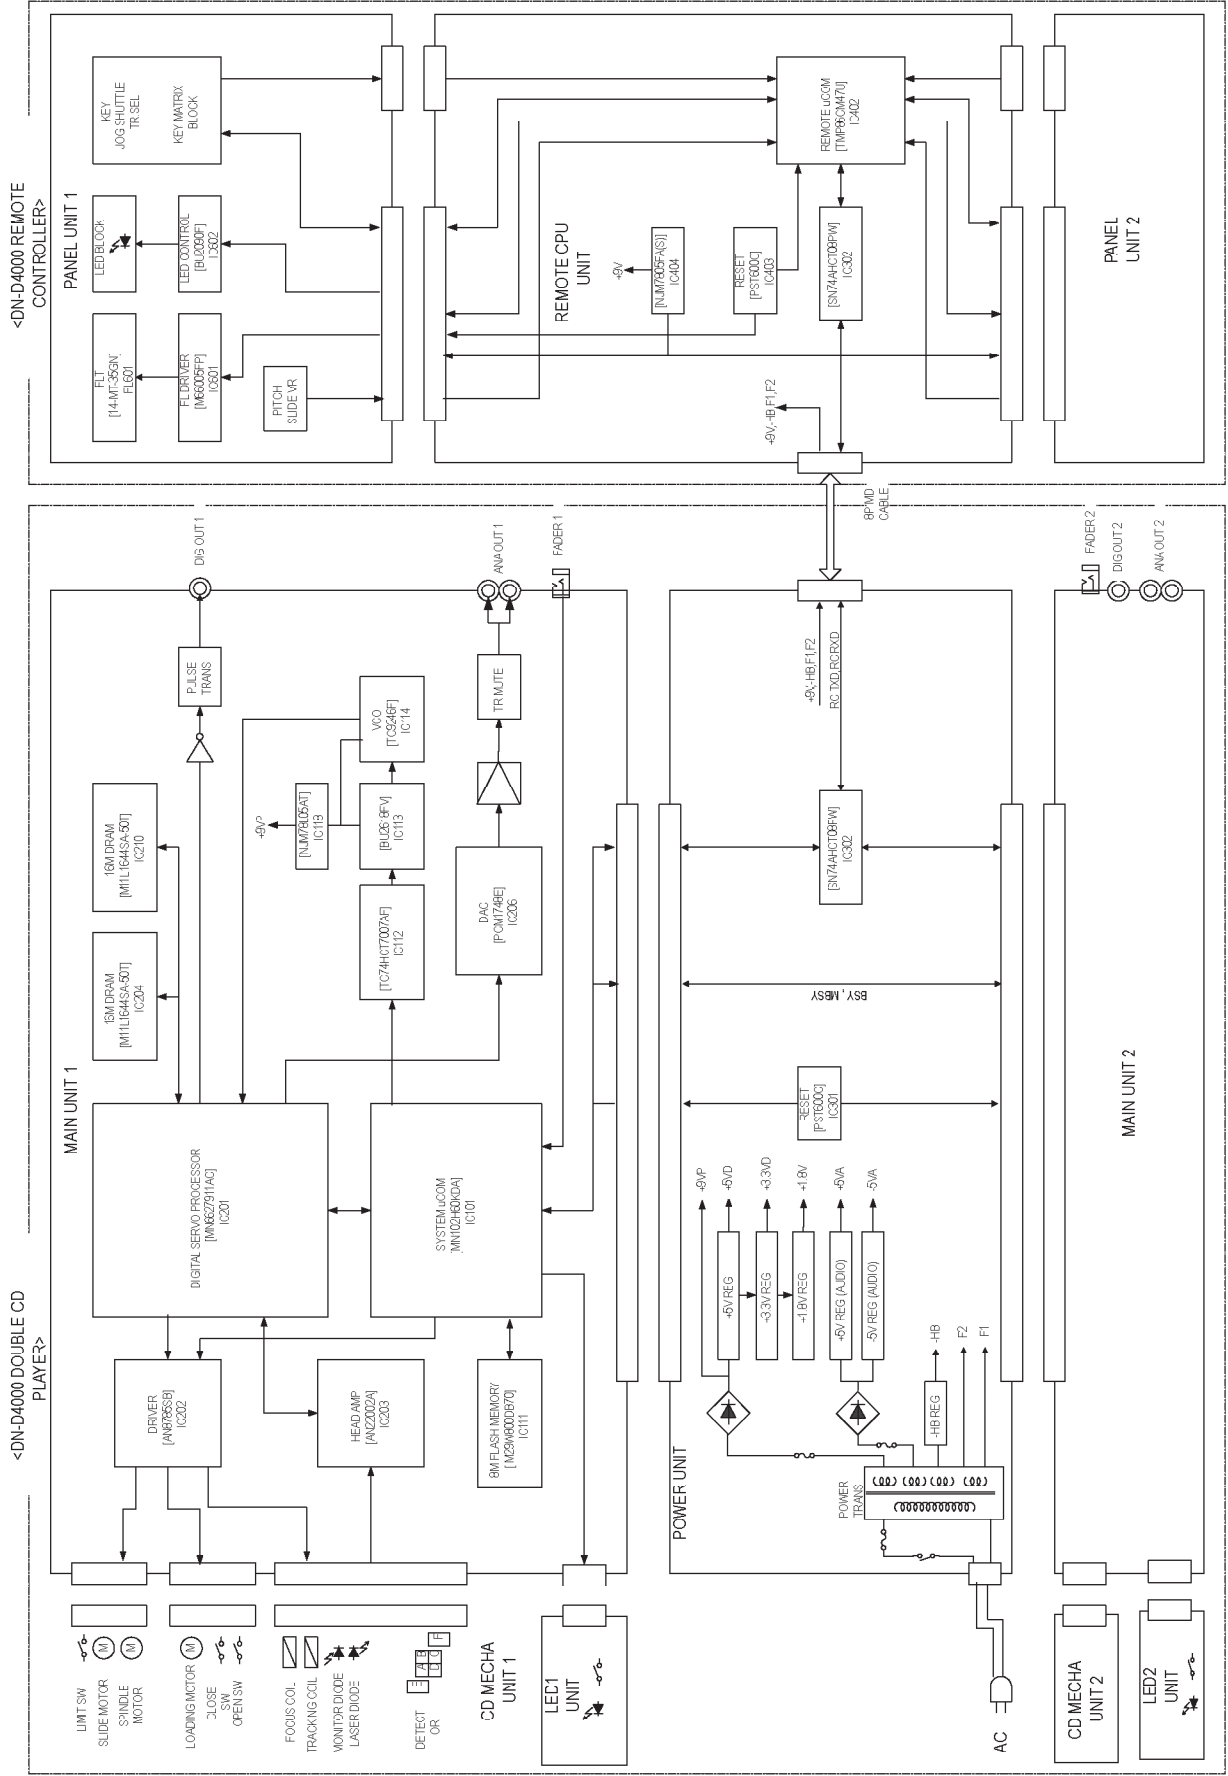 <DN-D4000 DOUBLE CD
PLAYER>
MAIN UNIT 1
LIMIT SW
SLIDE MOTOR
SPINDLE
MOTOR
LOADING MOTOR
CLOSE
SW
OPEN SW
FOCUS COIL
TRACKING COIL
MONITOR DIODE
LASER DIODE
DETECT
OR
E
A B
D C
F
M
M
M
CD MECHA
UNIT 1
LED1
UNIT
DRIVER
[AN8785SB]
IC202
HEAD AMP
[AN22002A]
IC203
8M FLASH MEMORY
[M29W800DB70]
IC111
DIGITAL SERVO PROCESSOR
[MN6627911AC]
IC201
SYSTEM uCOM
[MN102H60KDA]
IC101
16M DRAM
[M11L1644SA-50T]
IC204
16M DRAM
[M11L1644SA-50T]
IC210
[TC74HCT7007AF]
IC112
IC113
+9VP
[NJM78L05AT]
VCO
[TC9246F]
IC114
DAC
[PCM1748E]
IC206
TR MUTE
PULSE
TRANS
DIG OUT 1
ANA OUT 1
FADER 1
POWER UNIT
AC
POWER
TRANS
+5V REG
+3.3V REG
+1.8V REG
+5V REG (AUDIO)
-5V REG (AUDIO)
-HB REG
+9VP
+5VD
+3.3VD
+1.8V
+5VA
-5VA
-HB
F2
F1
RESET
[PST600C]
IC301
BSY , MBSY
[SN74AHCT08PW]
IC302
+9V,-HB,F1,F2
RC TXD,RCRXD
8P MD
CABLE
MAIN UNIT 2
CD MECHA
UNIT 2
LED2
UNIT
FADER 2
DIG OUT 2
ANA OUT 2
<DN-D4000 REMOTE
CONTROLLER>
PANEL UNIT 1
FLT
[14-MT-35GN]
FL601
FL DRIVER
[M66005FP]
IC601
PITCH
SLIDE VR
LED BLOCK
LED CONTROL
[BU2090F]
IC602
KEY
JOG SHUTTLE
TR.SEL
KEY MATRIX
BLOCK
REMOTE CPU
UNIT
+9V
[NJM7805FA(S)]
IC404
RESET
[PST600C]
IC403
[SN74AHCT08PW]
IC302
REMOTE uCOM
[TMP86CM47U]
IC402
+9V,-HB,F1,F2
PANEL
UNIT 2